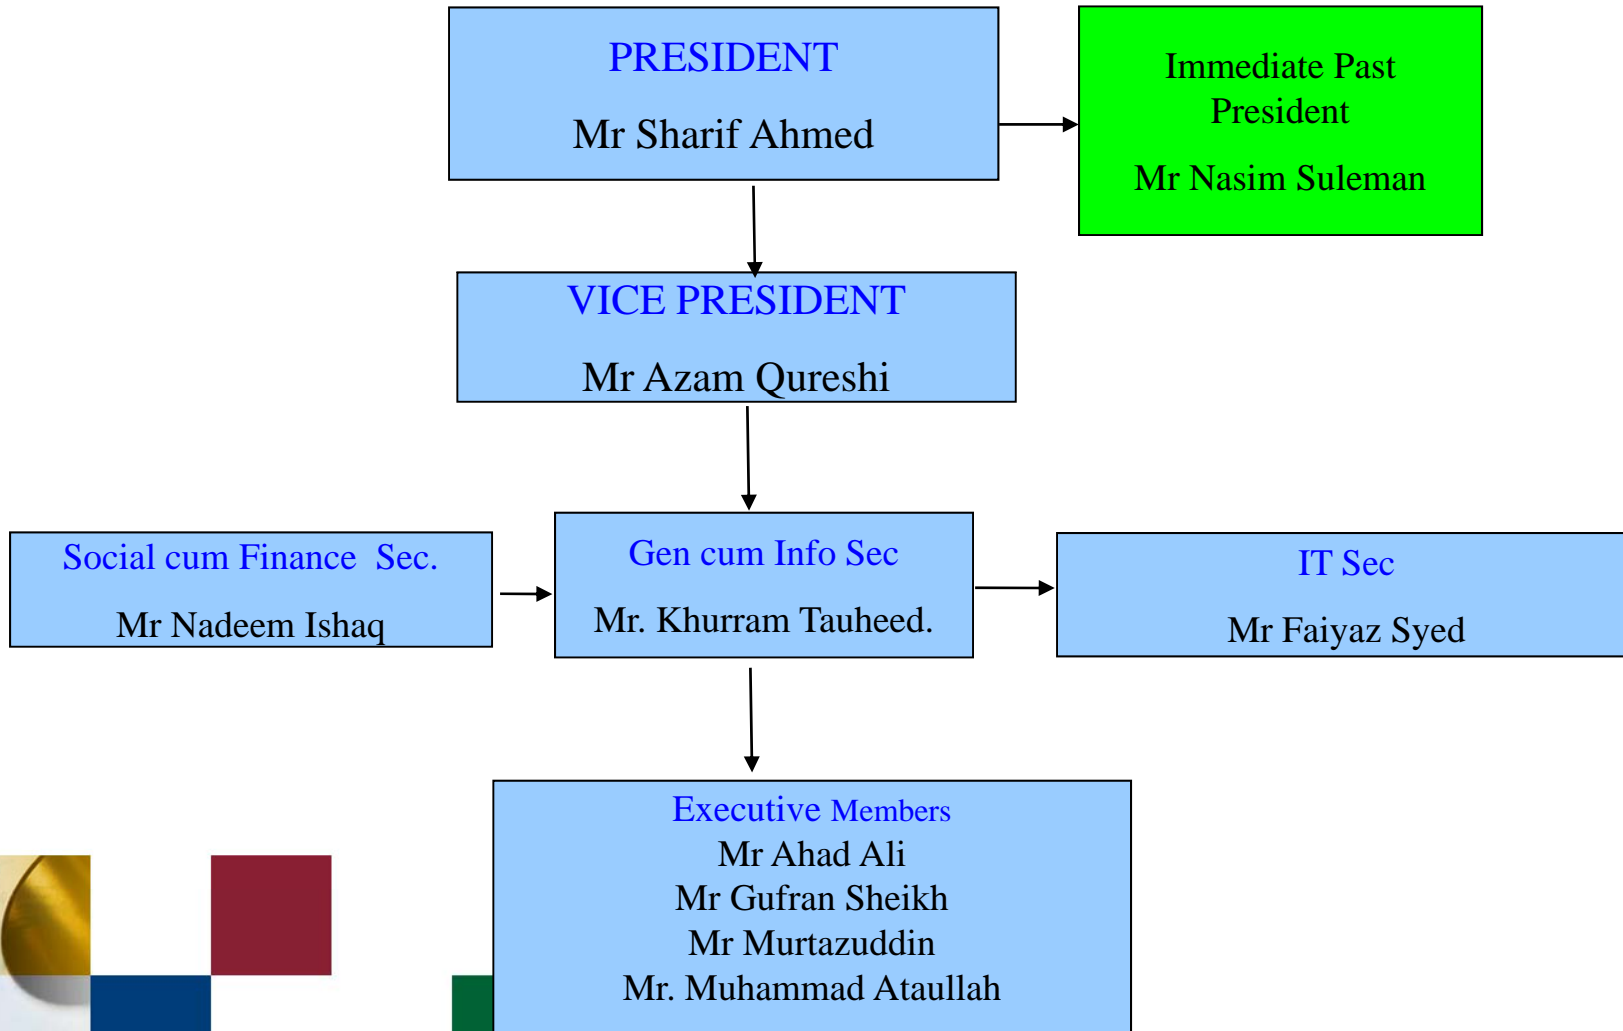 PRESIDENT
Mr Sharif Ahmed
Immediate Past
President
Mr Nasim Suleman
VICE PRESIDENT
Mr Azam Qureshi
Social cum Finance  Sec.
Mr Nadeem Ishaq
Gen cum Info Sec
Mr. Khurram Tauheed.
IT Sec
Mr Faiyaz Syed
Executive Members
Mr Ahad Ali
Mr Gufran Sheikh
Mr Murtazuddin
Mr. Muhammad Ataullah